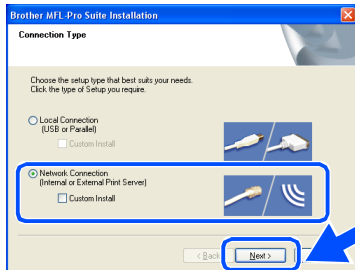 Brother MFL-Pro Suite Installation
Connection Type
Choose the setup type that best suits your needs.
Click the type of Setup you require.
Local Connection
(USB or Parallel)
Custom Install
Network Connection
(Internal or External Print Server)
Custom Install
< Back
Next >